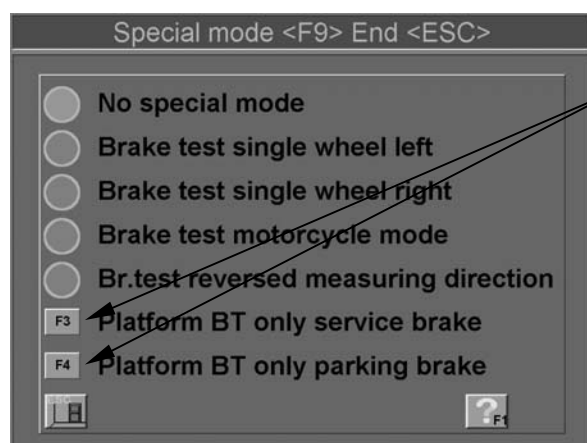 Special mode <F9> End <ESC>
No special mode
Brake test single wheel left
Brake test single wheel right
Brake test motorcycle mode
Br.test reversed measuring direction
F3 Platform BT only service brake
F4 Platform BT only parking brake
ESC ? F1